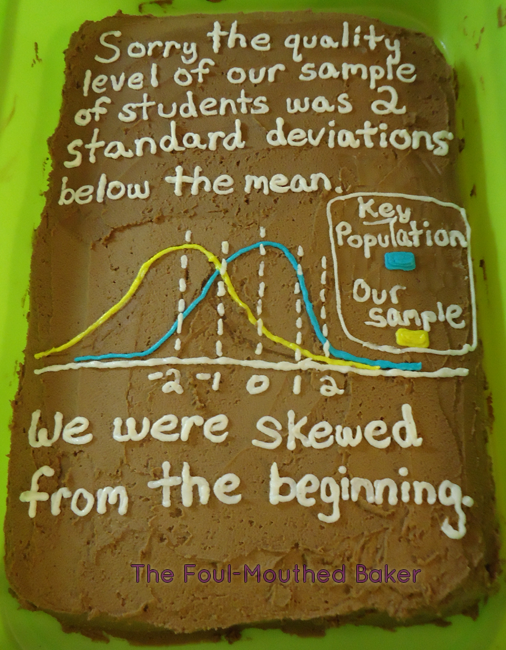 Sorry the quality
level of our sample
of students was 2
standard deviations
below the mean.
Key
Population
Our
sample
-2 -1 0 1 2
We were skewed
from the beginning.
The Foul-Mouthed Baker